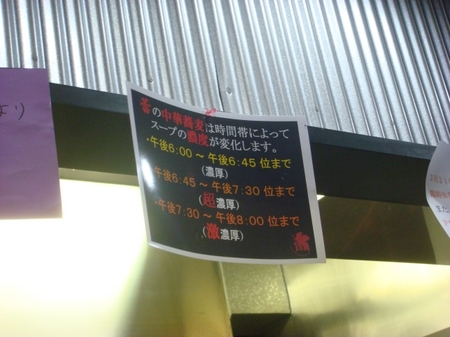 より
の中華蕎麦は時間帯によって
スープの濃度が変化します。
・午後6:00 ~ 午後6:45 位まで
(濃厚)
・午後6:45 ~ 午後7:30 位まで
(超濃厚)
・午後7:30 ~ 午後8:00 位まで
(激濃厚)